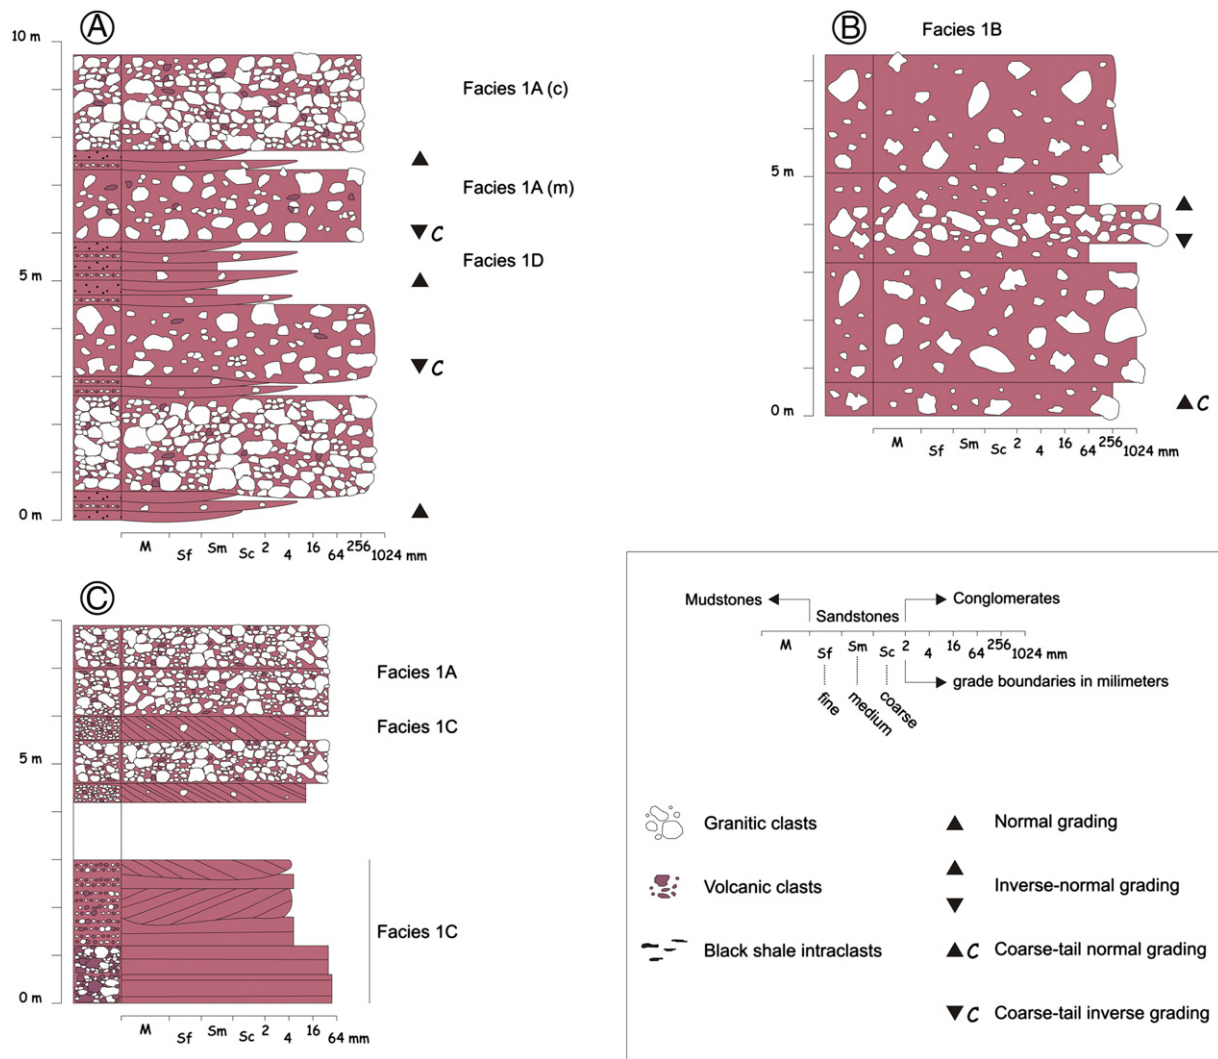 A
10 m
Facies 1A (c)
Facies 1A (m)
C
Facies 1D
5 m
C
0 m
M Sf Sm Sc 2 4 16 64 256 1024 mm
B
Facies 1B
5 m
0 m
C
M Sf Sm Sc 2 4 16 64 256 1024 mm
C
Facies 1A
Facies 1C
5 m
Facies 1C
0 m
M Sf Sm Sc 2 4 16 64 mm
Mudstones
Sandstones
Conglomerates
M Sf Sm Sc 2 4 16 64 256 1024 mm
fine
medium
coarse
grade boundaries in milimeters
Granitic clasts
Volcanic clasts
Black shale intraclasts
Normal grading
Inverse-normal grading
C Coarse-tail normal grading
C Coarse-tail inverse grading